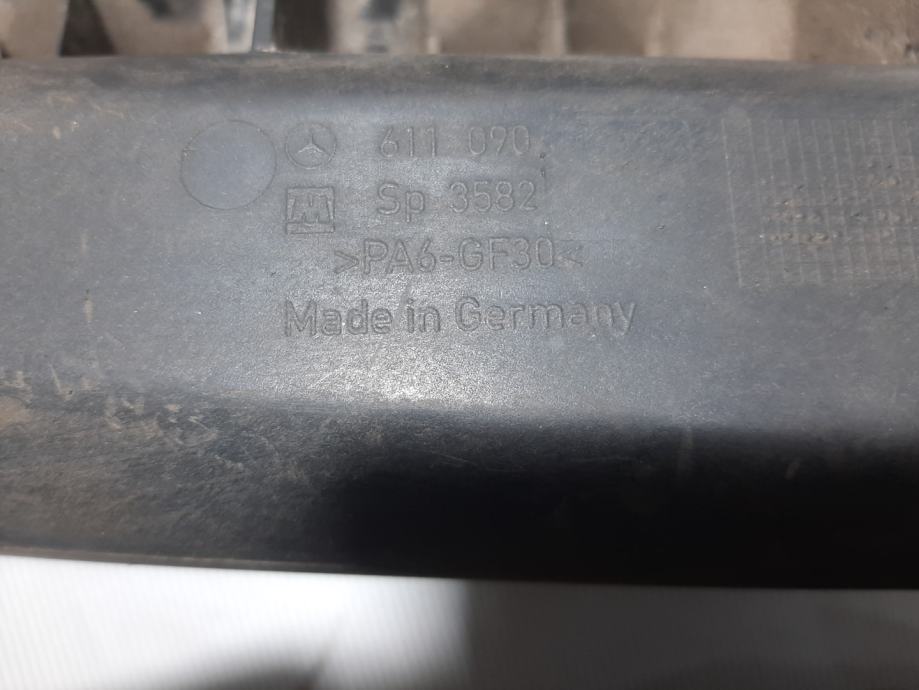 611 090
Sp 3582
>PA6-GF30<
Made in Germany